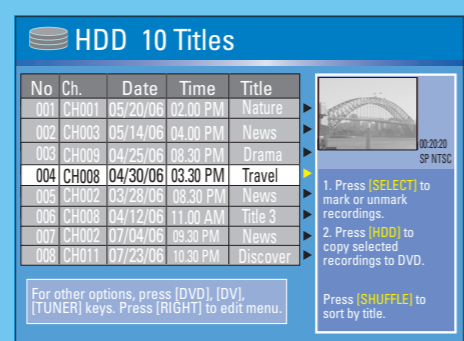 HDD 10 Titles
No Ch. Date Time Title
001 CH001 05/20/06 02.00 PM Nature
002 CH003 05/14/06 04.00 PM News
003 CH009 04/25/06 08.30 PM Drama
004 CH008 04/30/06 03.30 PM Travel
005 CH002 03/28/06 08.30 PM News
006 CH008 04/12/06 11.00 AM Title 3
007 CH002 07/04/06 09.30 PM News
008 CH011 07/23/06 10.30 PM Discover
00:20:20
SP NTSC
1. Press [SELECT] to
mark or unmark
recordings.
2. Press [HDD] to
copy selected
recordings to DVD.
Press [SHUFFLE] to
sort by title.
For other options, press [DVD], [DV],
[TUNER] keys. Press [RIGHT] to edit menu.